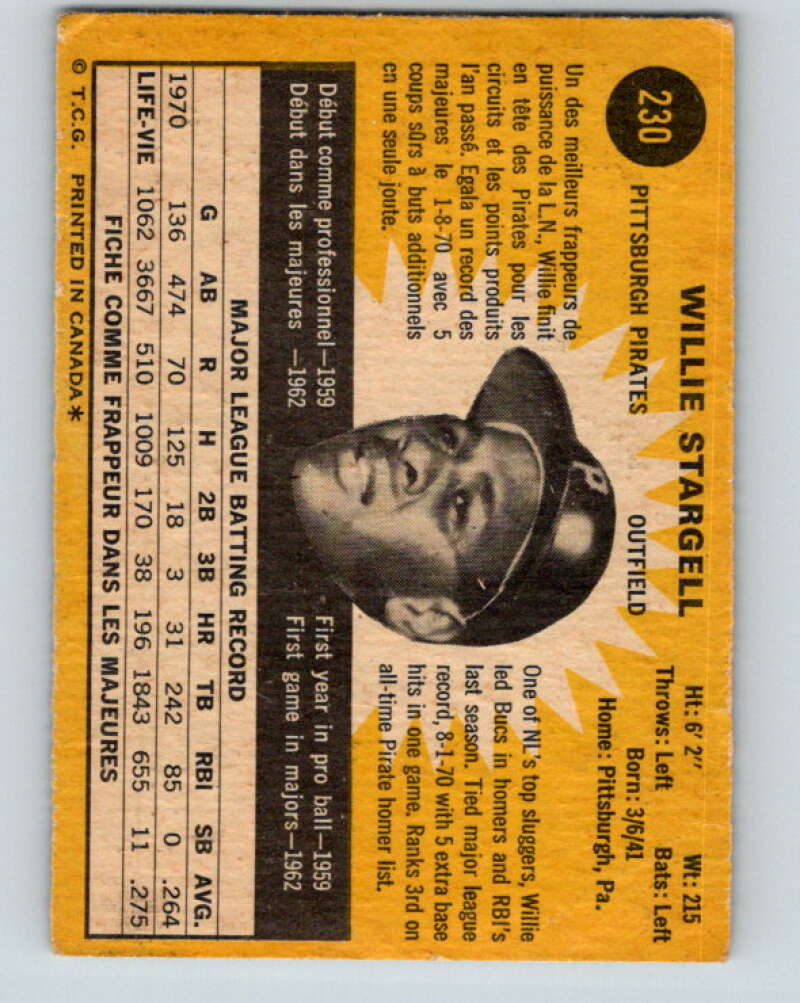 230
WILLIE STARGELL
PITTSBURGH PIRATES OUTFIELD
Ht: 6' 2" Wt: 215
Throws: Left Bats: Left
Born: 3/6/41
Home: Pittsburgh, Pa.
Un des meilleurs frappeurs de
puissance de la L.N., Willie finit
en tête des Pirates pour les
circuits et les points produits
l'an passé. Egala un record des
majeures le 1-8-70 avec 5
coups sûrs à buts additionnels
en une seule joute.
P
One of NL's top sluggers, Willie
led Bucs in homers and RBI's
last season. Tied major league
record, 8-1-70 with 5 extra base
hits in one game. Ranks 3rd on
all-time Pirate homer list.
Début comme professionnel—1959
Début dans les majeures —1962
First year in pro ball—1959
First game in majors—1962
MAJOR LEAGUE BATTING RECORD
G AB R H 2B 3B HR TB RBI SB AVG.
1970 136 474 70 125 18 3 31 242 85 0 .264
LIFE-VIE 1062 3667 510 1009 170 38 196 1843 655 11 .275
FICHE COMME FRAPPEUR DANS LES MAJEURES
© T.C.G. PRINTED IN CANADA*